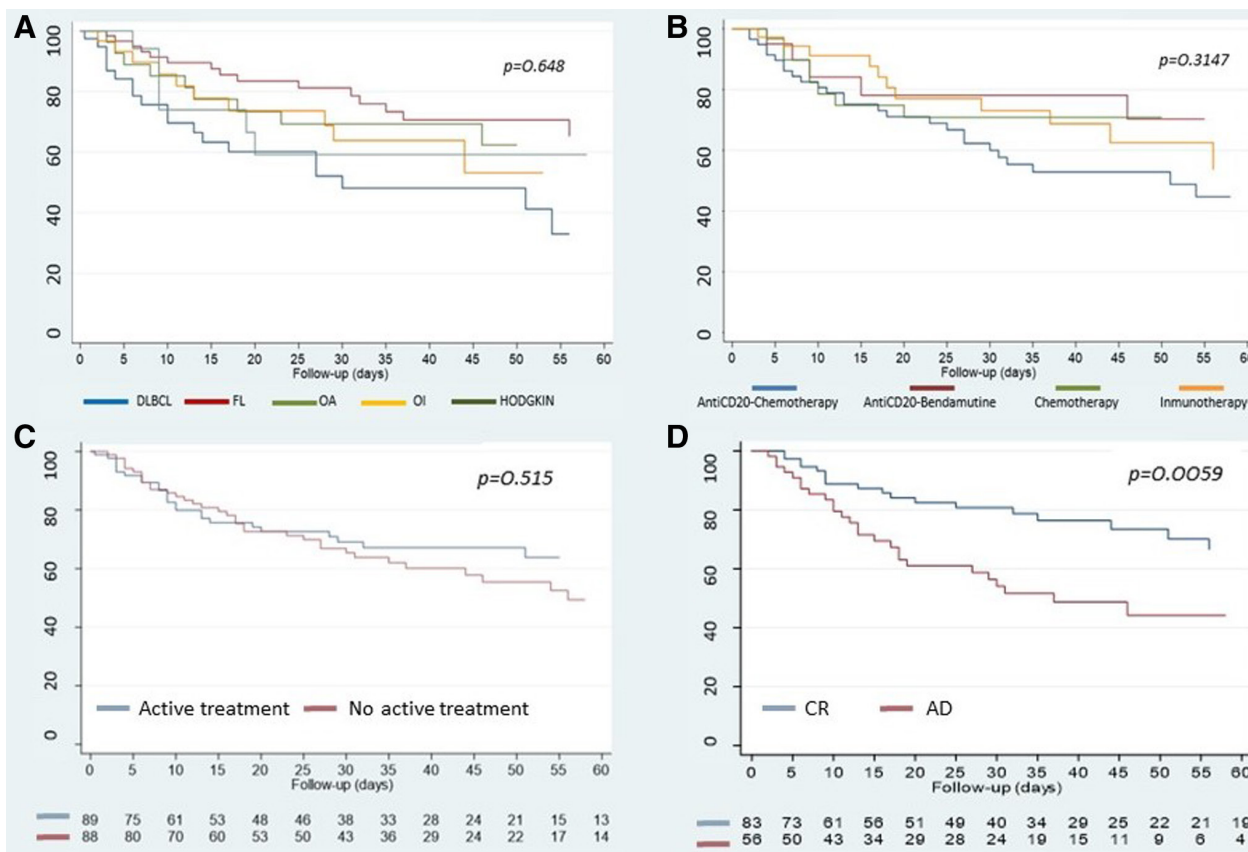 A
p=0.648
100
80
60
40
20
0
0 5 10 15 20 25 30 35 40 45 50 55 60
Follow-up (days)
DLBCL FL OA OI HODGKIN
B
p=0.3147
100
80
60
40
20
0
0 5 10 15 20 25 30 35 40 45 50 55 60
Follow-up (days)
AntiCD20-Chemotherapy AntiCD20-Bendamutine Chemotherapy Inmunotherapy
C
p=0.515
100
80
60
40
20
0
Active treatment No active treatment
0 5 10 15 20 25 30 35 40 45 50 55 60
Follow-up (days)
89 75 61 53 48 46 38 33 28 24 21 15 13
88 80 70 60 53 50 43 36 29 24 22 17 14
D
p=0.0059
100
80
60
40
20
0
CR AD
0 5 10 15 20 25 30 35 40 45 50 55 60
Follow-up (days)
83 73 61 56 51 49 40 34 29 25 22 21 19
56 50 43 34 29 28 24 19 15 11 9 6 4